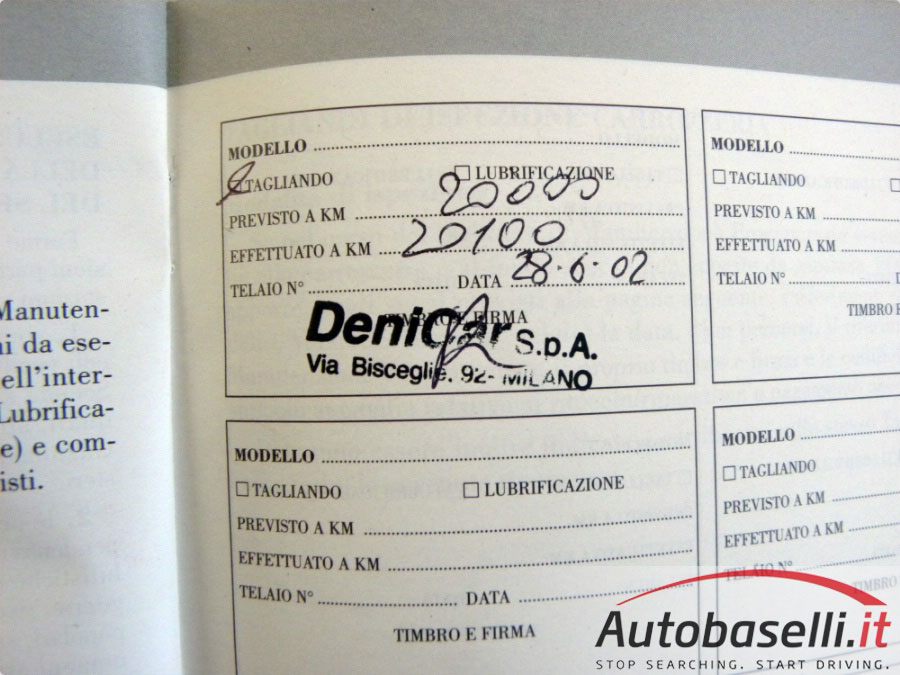 Manuten-
ni da ese-
ell'inter-
Lubrifica-
e) e com-
isti.
MODELLO
TAGLIANDO LUBRIFICAZIONE
PREVISTO A KM 20000
EFFETTUATO A KM 20100
TELAIO N° DATA 28·6·02
TIMBRO E FIRMA
DeniCar S.p.A.
Via Bisceglie, 92- MILANO
MODELLO
TAGLIANDO
PREVISTO A KM
EFFETTUATO A KM
TELAIO N°
TIMBRO E
MODELLO
TAGLIANDO LUBRIFICAZIONE
PREVISTO A KM
EFFETTUATO A KM
TELAIO N° DATA
TIMBRO E FIRMA
MODELLO
TAGLIANDO
PREVISTO A KM
EFFETTUATO A KM
TELAIO N°
TIMBRO
Autobaselli.it
STOP SEARCHING. START DRIVING.